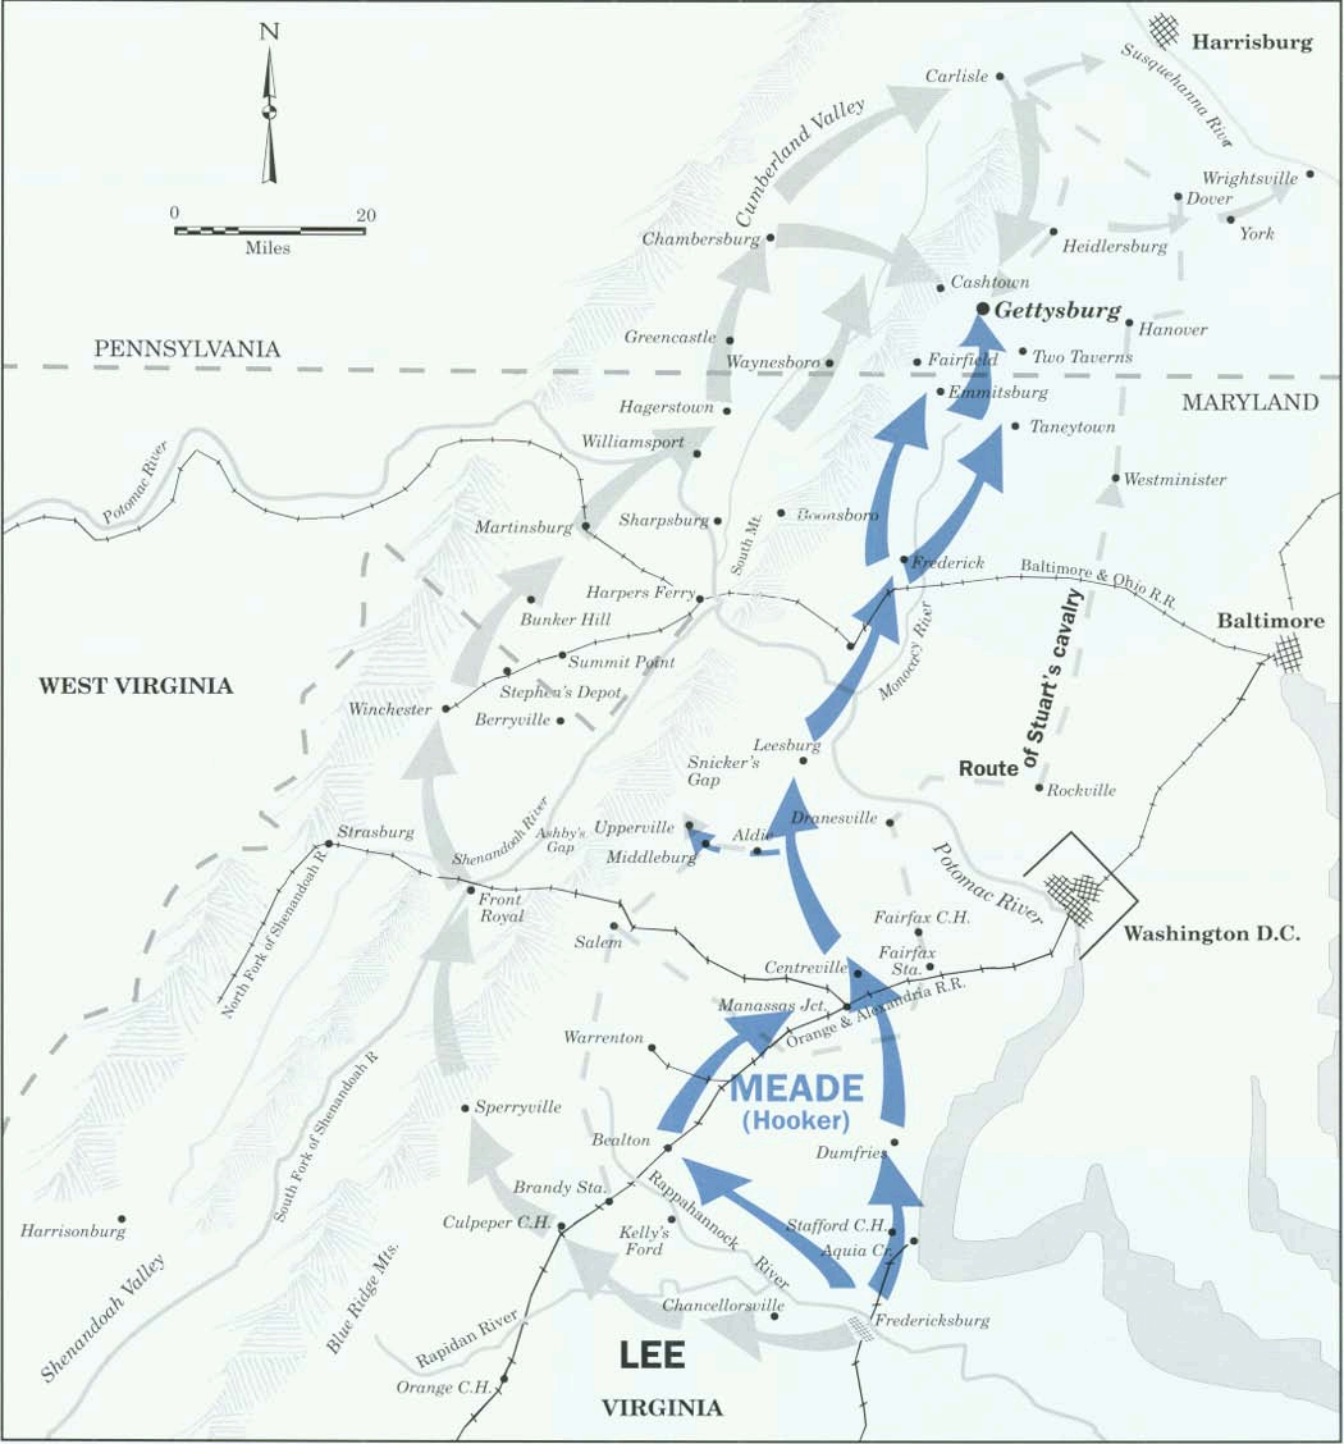 N
Harrisburg
Susquehanna River
Carlisle
Cumberland Valley
Wrightsville
Dover
York
0 20
Miles
Chambersburg
Heidlersburg
Cashtown
Gettysburg
Hanover
Greencastle
Waynesboro
Fairfield
Two Taverns
PENNSYLVANIA
MARYLAND
Emmitsburg
Hagerstown
Taneytown
Williamsport
Potomac River
Westminister
Martinsburg
Sharpsburg
Boonsboro
South Mt.
Frederick
Baltimore & Ohio R.R.
Harpers Ferry
Bunker Hill
Baltimore
Monocacy River
Summit Point
WEST VIRGINIA
Stephen's Depot
Winchester
Berryville
Leesburg
Snicker's
Gap
Route of Stuart's cavalry
Rockville
Strasburg
Shenandoah River
Ashby's
Gap
Upperville
Aldie
Dranesville
Middleburg
Potomac River
North Fork of Shenandoah R.
Front
Royal
Salem
Fairfax C.H.
Washington D.C.
Centreville
Fairfax
Sta.
Manassas Jct.
Orange & Alexandria R.R.
Warrenton
MEADE
(Hooker)
South Fork of Shenandoah R
Sperryville
Bealton
Dumfries
Brandy Sta.
Rappahannock River
Culpeper C.H.
Kelly's
Ford
Stafford C.H.
Aquia Cr.
Harrisonburg
Shenandoah Valley
Blue Ridge Mts.
Chancellorsville
Fredericksburg
Rapidan River
LEE
Orange C.H.
VIRGINIA